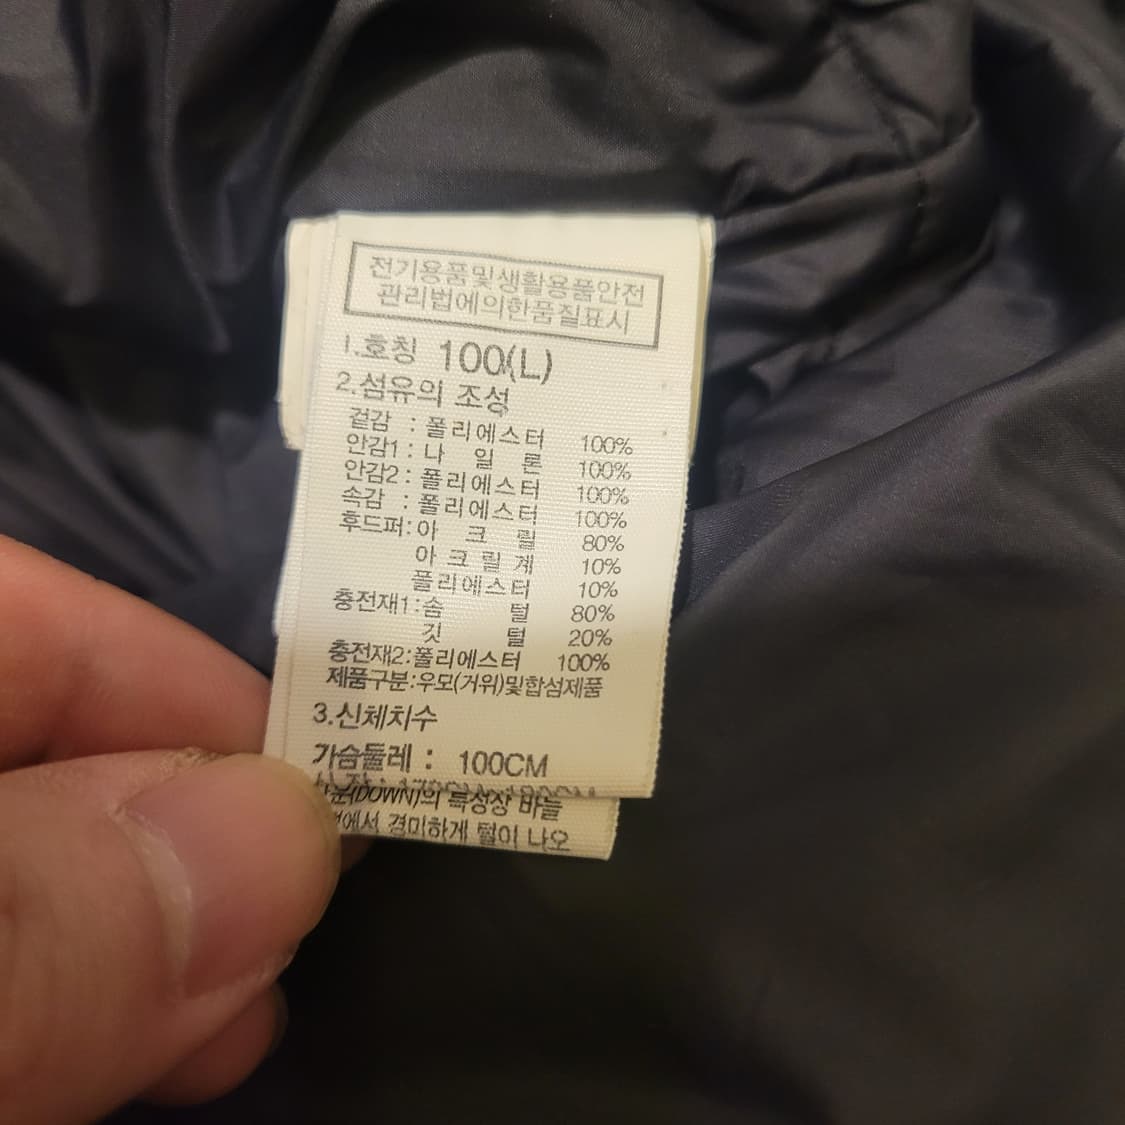 전기용품및생활용품안전
관리법에의한품질표시
1.호칭 100(L)
2.섬유의 조성
겉감 : 폴리에스터 100%
안감1 : 나 일 론 100%
안감2 : 폴리에스터 100%
속감 : 폴리에스터 100%
후드퍼: 아 크 릴 80%
아 크 릴 계 10%
폴리에스터 10%
충전재1: 솜 털 80%
깃 털 20%
충전재2: 폴리에스터 100%
제품구분:우모(거위)및합섬제품
3.신체치수
가슴둘레 : 100CM
(DOWN)의 특성상 바늘
경미하게 털이 나오